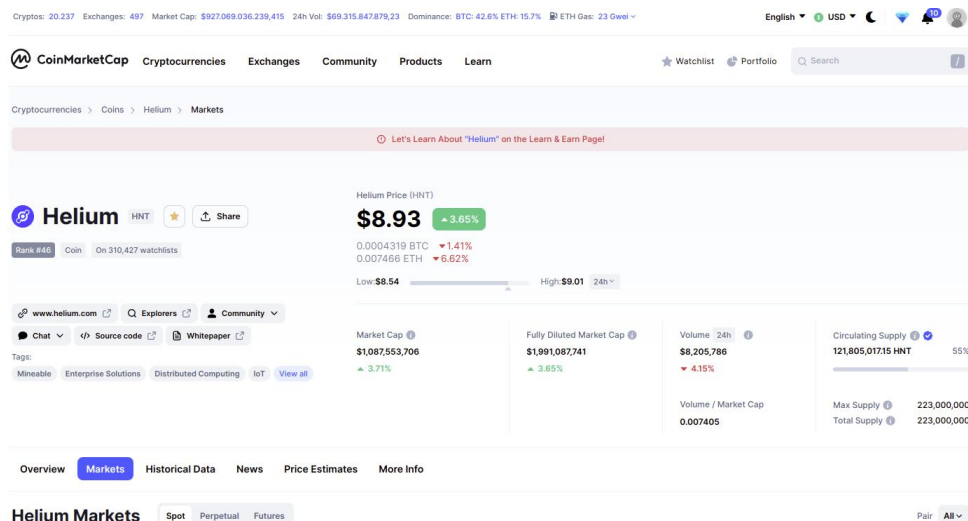 Cryptos: 20.237 Exchanges: 497 Market Cap: $927.069.036.239,415 24h Vol: $69.315.847.879,23 Dominance: BTC: 42.6% ETH: 15.7% ETH Gas: 23 Gwei English USD 10
CoinMarketCap Cryptocurrencies Exchanges Community Products Learn Watchlist Portfolio Search /
Cryptocurrencies > Coins > Helium > Markets
Let's Learn About "Helium" on the Learn & Earn Page!
Helium Price (HNT)
Helium HNT Share $8.93 3.65%
0.0004319 BTC 1.41%
Rank #46 Coin On 310,427 watchlists
0.007466 ETH 6.62%
Low:$8.54 High:$9.01 24h
www.helium.com Explorers Community
Chat Source code Whitepaper
Tags:
Mineable Enterprise Solutions Distributed Computing IoT View all
Market Cap Fully Diluted Market Cap Volume 24h Circulating Supply
$1,087,553,706 $1,991,087,741 $8,205,786 121,805,017.15 HNT 55%
3.71% 3.65% 4.15%
Volume / Market Cap Max Supply 223,000,000
0.007405 Total Supply 223,000,000
Overview Markets Historical Data News Price Estimates More Info
Helium Markets Spot Perpetual Futures Pair All